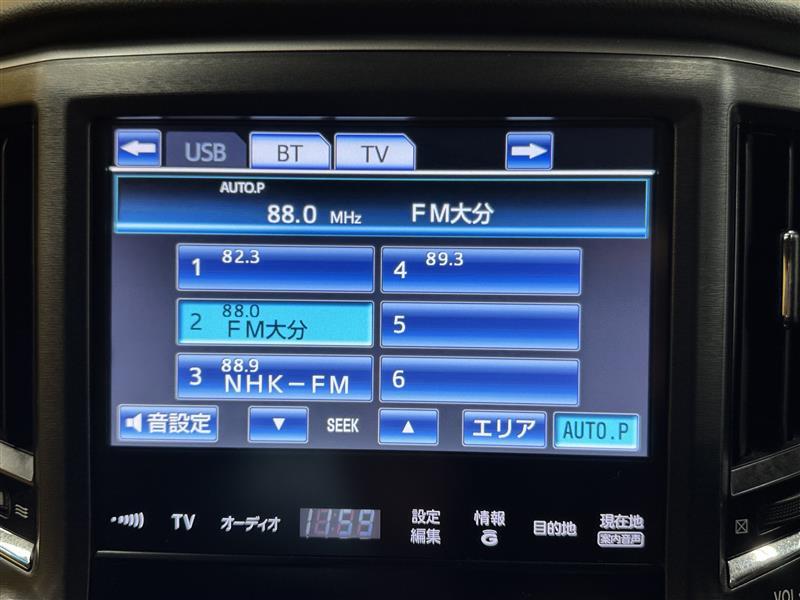 USB BT TV
AUTO.P
88.0 MHz FM大分
1 82.3
4 89.3
2 88.0
FM大分
5
3 88.9
NHK-FM
6
音設定 ▼ SEEK ▲ エリア AUTO.P
TV オーディオ 設定 編集 情報 G 目的地 現在地 案内音声
VOL